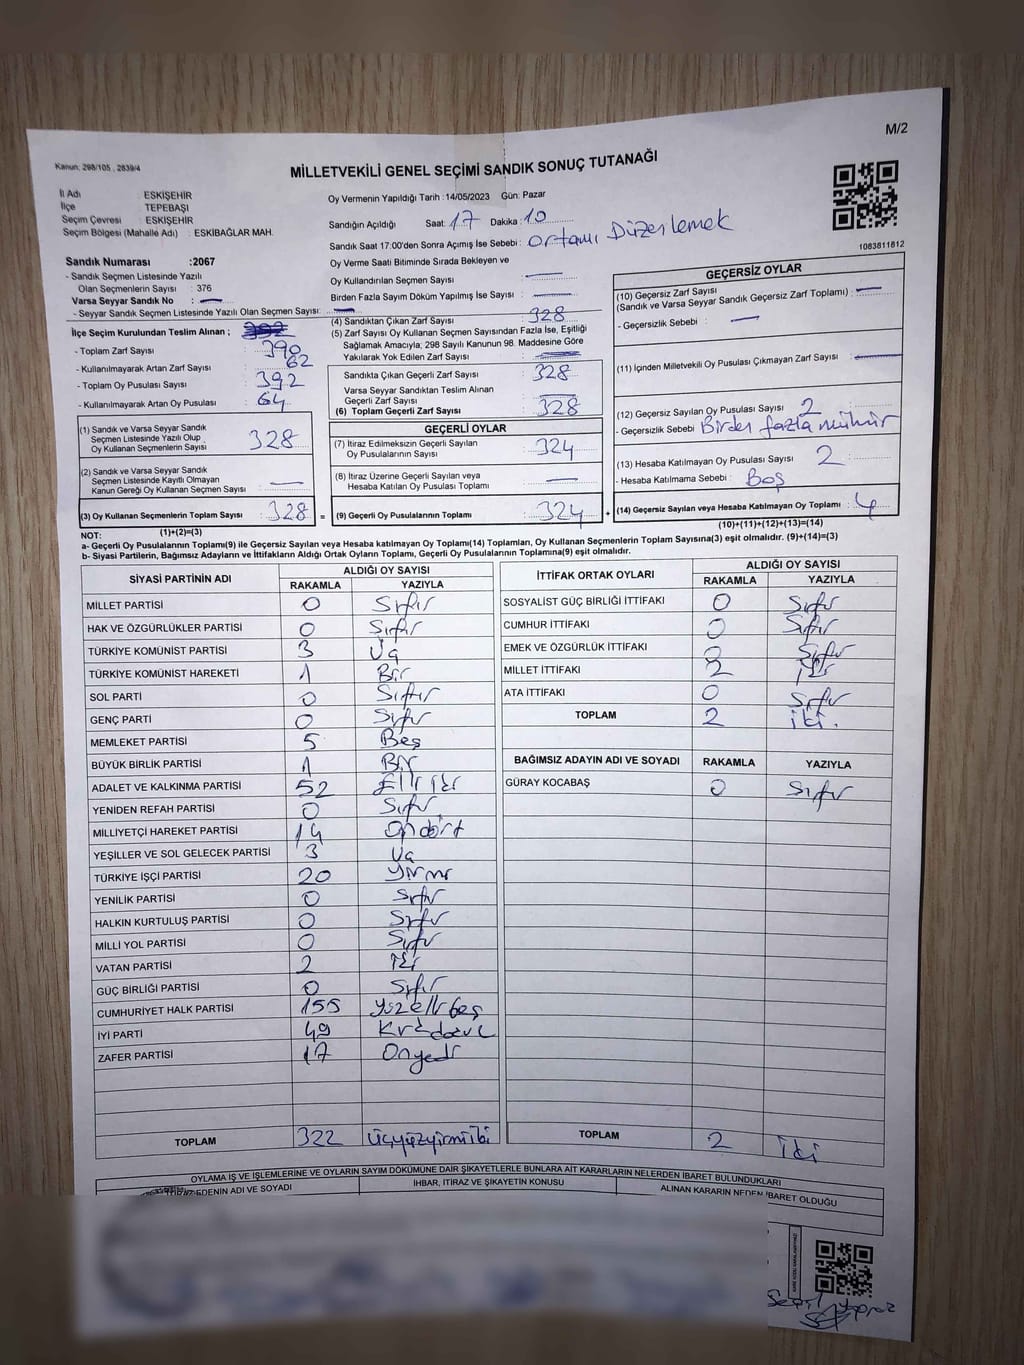 M/2
Kanun: 298/105 , 2839/4
MİLLETVEKİLİ GENEL SEÇİMİ SANDIK SONUÇ TUTANAĞI
İl Adı ESKİŞEHİR
İlçe TEPEBAŞI
Seçim Çevresi : ESKİŞEHİR
Seçim Bölgesi (Mahalle Adı) : ESKİBAĞLAR MAH.
Oy Vermenin Yapıldığı Tarih : 14/05/2023 Gün: Pazar
Sandığın Açıldığı Saat: 17 Dakika: 10
Sandık Saat 17:00'den Sonra Açımış İse Sebebi : Ortamı Düzenlemek
1083811812
Sandık Numarası :2067
- Sandık Seçmen Listesinde Yazılı
Olan Seçmenlerin Sayısı : 376
Varsa Seyyar Sandık No : —
- Seyyar Sandık Seçmen Listesinde Yazılı Olan Seçmen Sayısı: —
Oy Verme Saati Bitiminde Sırada Bekleyen ve
Oy Kullandırılan Seçmen Sayısı : —
Birden Fazla Sayım Döküm Yapılmış İse Sayısı : —
İlçe Seçim Kurulundan Teslim Alınan ;
- Toplam Zarf Sayısı : 390
- Kullanılmayarak Artan Zarf Sayısı : 62
- Toplam Oy Pusulası Sayısı : 392
- Kullanılmayarak Artan Oy Pusulası : 64
(1) Sandık ve Varsa Seyyar Sandık
Seçmen Listesinde Yazılı Olup
Oy Kullanan Seçmenlerin Sayısı : 328
(2) Sandık ve Varsa Seyyar Sandık
Seçmen Listesinde Kayıtlı Olmayan
Kanun Gereği Oy Kullanan Seçmen Sayısı : —
(3) Oy Kullanan Seçmenlerin Toplam Sayısı : 328 =
(1)+(2)=(3)
(4) Sandıktan Çıkan Zarf Sayısı : 328
(5) Zarf Sayısı Oy Kullanan Seçmen Sayısından Fazla İse, Eşitliği
Sağlamak Amacıyla; 298 Sayılı Kanunun 98. Maddesine Göre
Yakılarak Yok Edilen Zarf Sayısı : —
Sandıkta Çıkan Geçerli Zarf Sayısı : 328
Varsa Seyyar Sandıktan Teslim Alınan
Geçerli Zarf Sayısı : —
(6) Toplam Geçerli Zarf Sayısı : 328
GEÇERLİ OYLAR
(7) İtiraz Edilmeksizin Geçerli Sayılan
Oy Pusulalarının Sayısı : 324
(8) İtiraz Üzerine Geçerli Sayılan veya
Hesaba Katılan Oy Pusulası Toplamı : —
(9) Geçerli Oy Pusulalarının Toplamı : 324 +
GEÇERSİZ OYLAR
(10) Geçersiz Zarf Sayısı
(Sandık ve Varsa Seyyar Sandık Geçersiz Zarf Toplamı) : —
- Geçersizlik Sebebi : —
(11) İçinden Milletvekili Oy Pusulası Çıkmayan Zarf Sayısı : —
(12) Geçersiz Sayılan Oy Pusulası Sayısı : 2
- Geçersizlik Sebebi : Birden fazla mühür
(13) Hesaba Katılmayan Oy Pusulası Sayısı : 2
- Hesaba Katılmama Sebebi : Boş
(14) Geçersiz Sayılan veya Hesaba Katılmayan Oy Toplamı : 4
(10)+(11)+(12)+(13)=(14)
NOT:
a- Geçerli Oy Pusulalarının Toplamı(9) ile Geçersiz Sayılan veya Hesaba Katılmayan Oy Toplamı(14) Toplamları, Oy Kullanan Seçmenlerin Toplam Sayısına(3) eşit olmalıdır. (9)+(14)=(3)
b- Siyasi Partilerin, Bağımsız Adayların ve İttifakların Aldığı Ortak Oyların Toplamı, Geçerli Oy Pusulalarının Toplamına(9) eşit olmalıdır.
SİYASİ PARTİNİN ADI ALDIĞI OY SAYISI
RAKAMLA YAZIYLA
MİLLET PARTİSİ 0 Sıfır
HAK VE ÖZGÜRLÜKLER PARTİSİ 0 Sıfır
TÜRKİYE KOMÜNİST PARTİSİ 3 Üç
TÜRKİYE KOMÜNİST HAREKETİ 1 Bir
SOL PARTİ 0 Sıfır
GENÇ PARTİ 0 Sıfır
MEMLEKET PARTİSİ 5 Beş
BÜYÜK BİRLİK PARTİSİ 1 Bir
ADALET VE KALKINMA PARTİSİ 52 Elli iki
YENİDEN REFAH PARTİSİ 0 Sıfır
MİLLİYETÇİ HAREKET PARTİSİ 14 Ondört
YEŞİLLER VE SOL GELECEK PARTİSİ 3 Üç
TÜRKİYE İŞÇİ PARTİSİ 20 Yirmi
YENİLİK PARTİSİ 0 Sıfır
HALKIN KURTULUŞ PARTİSİ 0 Sıfır
MİLLİ YOL PARTİSİ 0 Sıfır
VATAN PARTİSİ 2 İki
GÜÇ BİRLİĞİ PARTİSİ 0 Sıfır
CUMHURİYET HALK PARTİSİ 155 Yüzellibeş
İYİ PARTİ 49
ZAFER PARTİSİ 17 Onyedi
TOPLAM 322 Üçyüzyirmiiki
İTTİFAK ORTAK OYLARI ALDIĞI OY SAYISI
RAKAMLA YAZIYLA
SOSYALİST GÜÇ BİRLİĞİ İTTİFAKI 0 Sıfır
CUMHUR İTTİFAKI 0 Sıfır
EMEK VE ÖZGÜRLÜK İTTİFAKI 0 Sıfır
MİLLET İTTİFAKI 2 İki
ATA İTTİFAKI 0 Sıfır
TOPLAM 2 iki.
BAĞIMSIZ ADAYIN ADI VE SOYADI RAKAMLA YAZIYLA
GÜRAY KOCABAŞ 0 Sıfır
TOPLAM 2 İki
OYLAMA İŞ VE İŞLEMLERİNE VE OYLARIN SAYIM DÖKÜMÜNE DAİR ŞİKAYETLERLE BUNLARA AİT KARARLARIN NELERDEN İBARET BULUNDUKLARI
EDENİN ADI VE SOYADI İHBAR, İTİRAZ VE ŞİKAYETİN KONUSU ALINAN KARARIN NEDEN İBARET OLDUĞU